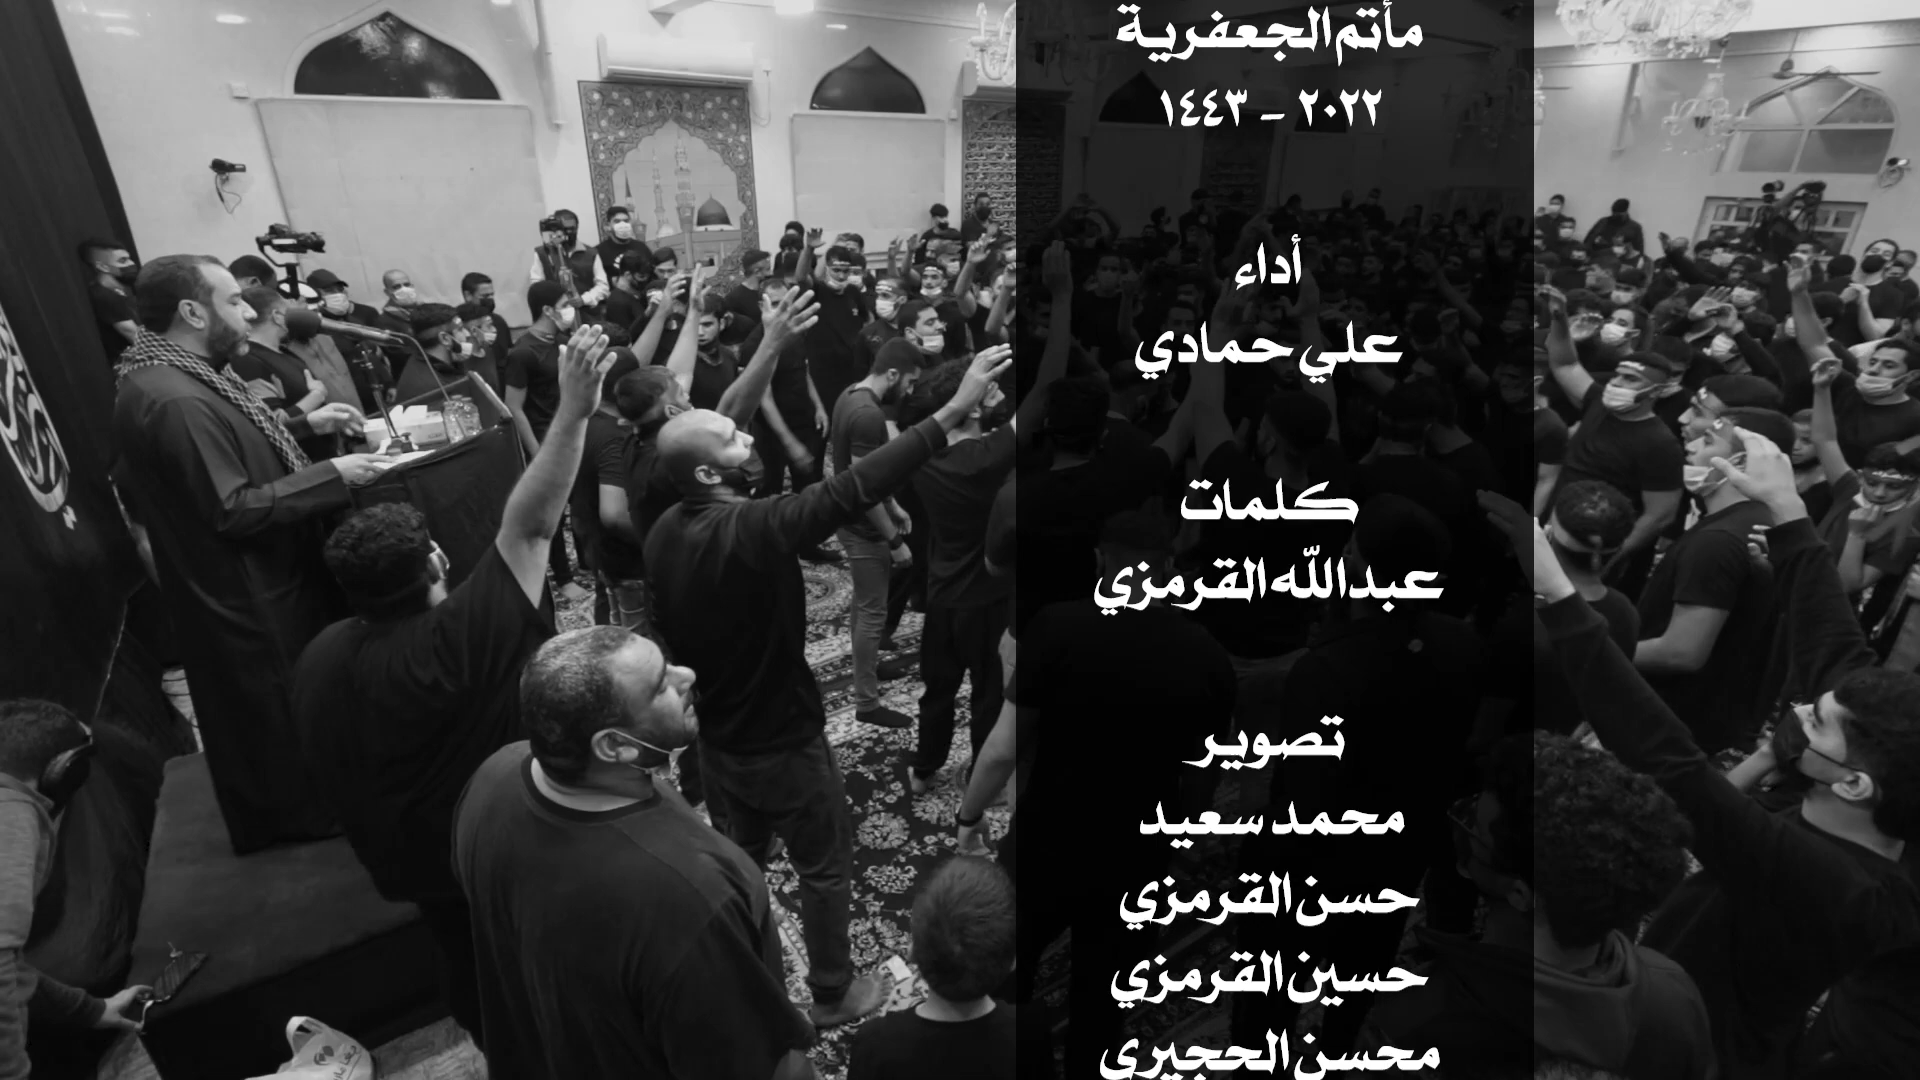 مأتم الجعفرية
٢٠٢٢ - ١٤٤٣
أداء
علي حمادي
كلمات
عبدالله القرمزي
تصوير
محمد سعيد
حسن القرمزي
حسين القرمزي
محسن الحجيري